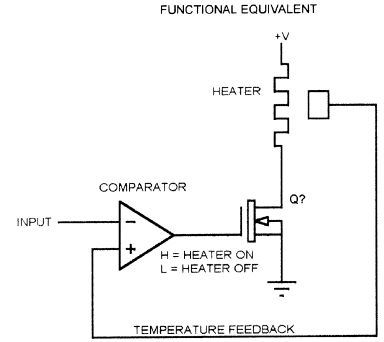 FUNCTIONAL EQUIVALENT
+V
HEATER
COMPARATOR
Q?
INPUT
−
+
H = HEATER ON
L = HEATER OFF
TEMPERATURE FEEDBACK